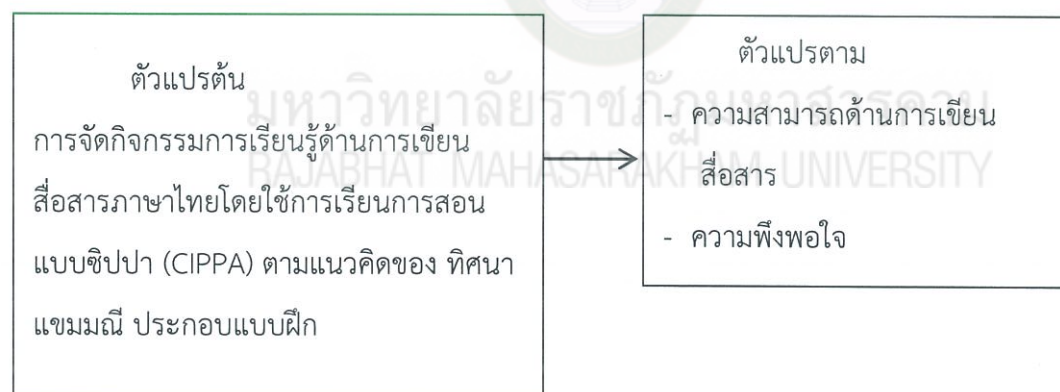 ตัวแปรต้น
การจัดกิจกรรมการเรียนรู้ด้านการเขียน
สื่อสารภาษาไทยโดยใช้การเรียนการสอน
แบบซิปปา (CIPPA) ตามแนวคิดของ ทิศนา
แขมมณี ประกอบแบบฝึก
ตัวแปรตาม
- ความสามารถด้านการเขียน
สื่อสาร
- ความพึงพอใจ
มหาวิทยาลัยราชภัฏมหาสารคาม
RAJABHAT MAHASARAKHAM UNIVERSITY